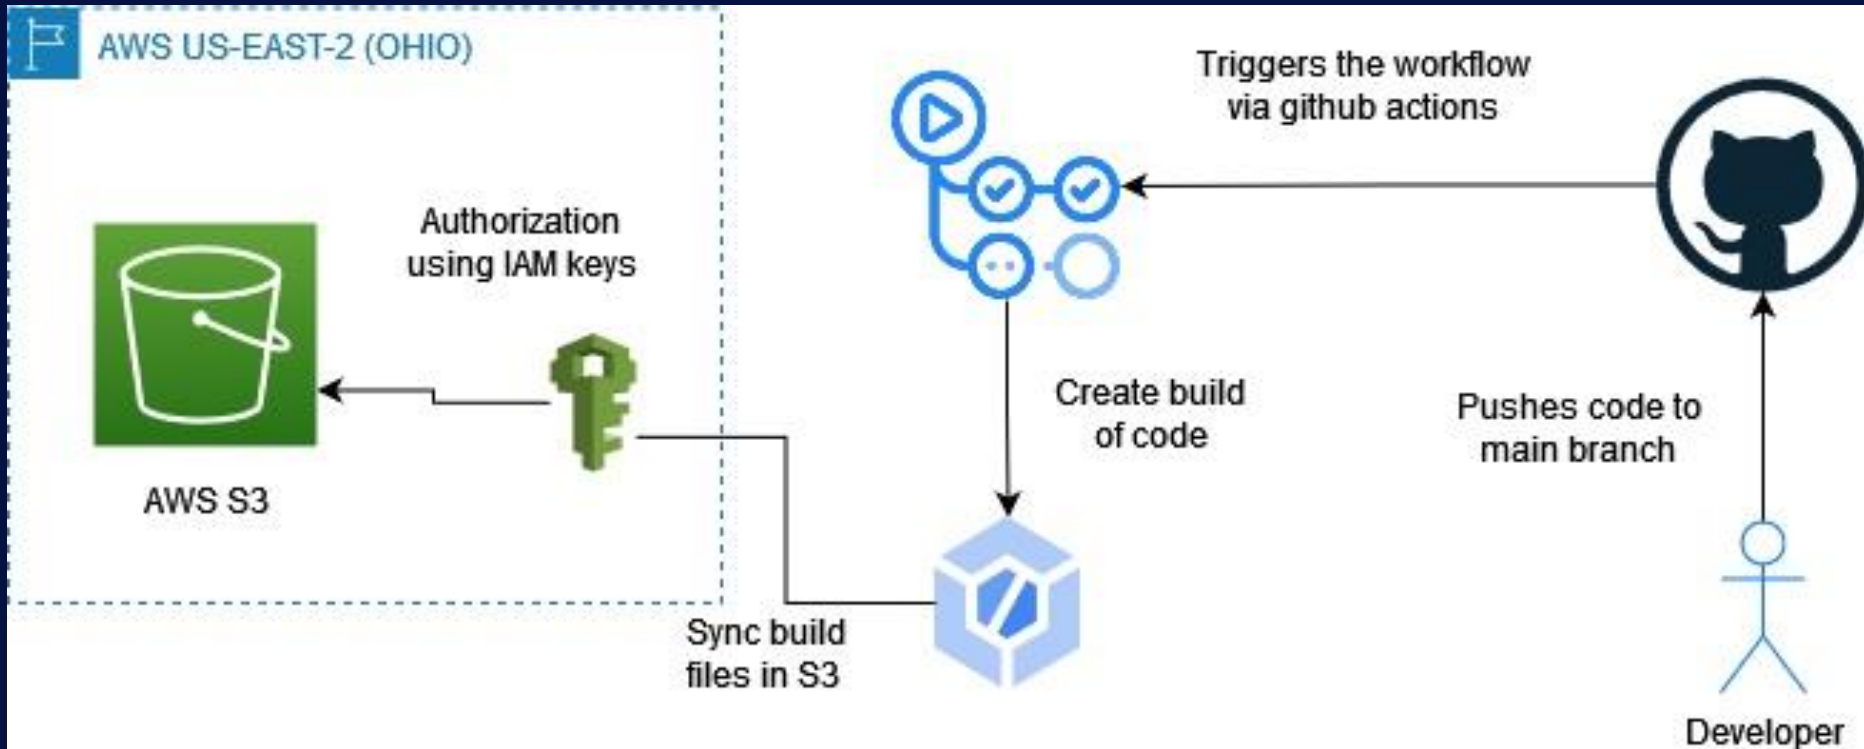 AWS US-EAST-2 (OHIO)
Triggers the workflow
via github actions
Authorization
using IAM keys
Create build
of code
Pushes code to
main branch
AWS S3
Sync build
files in S3
Developer